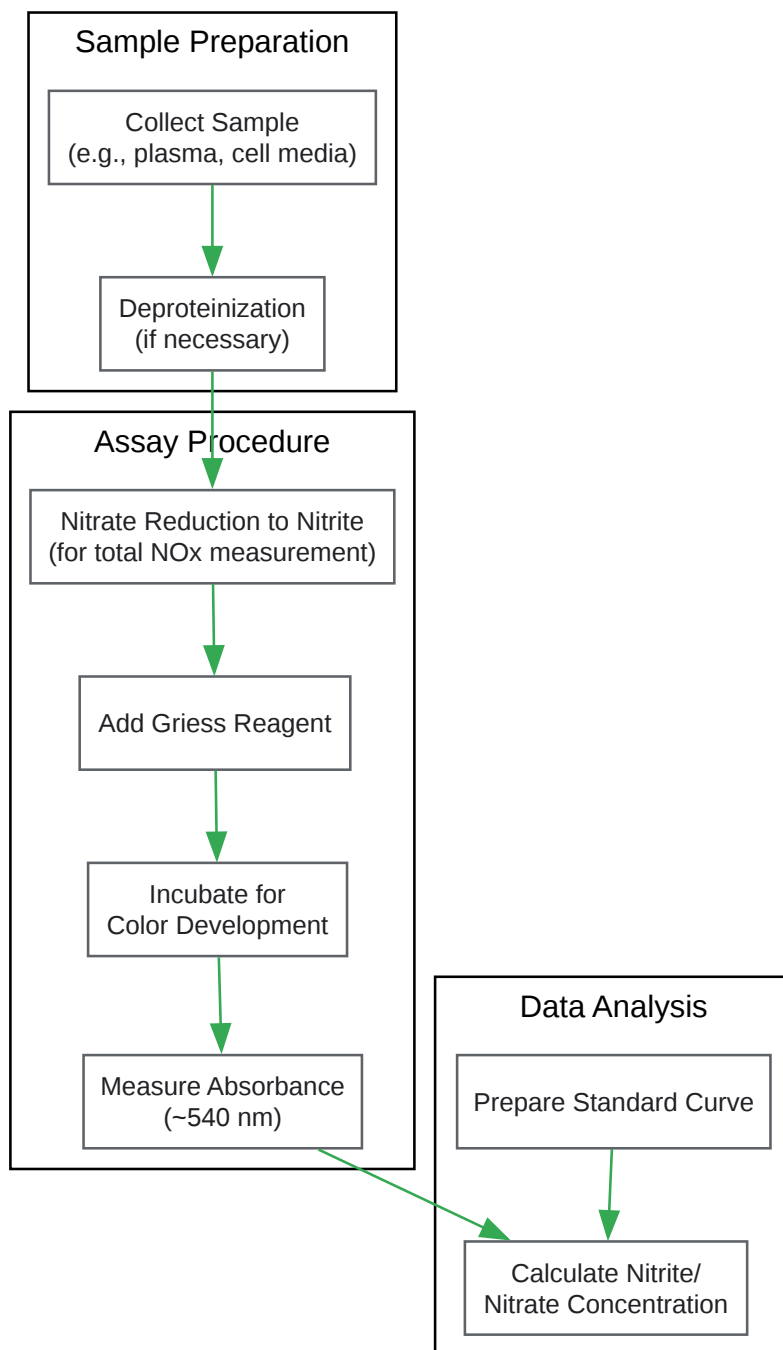 Sample Preparation
Collect Sample
(e.g., plasma, cell media)
Deproteinization
(if necessary)
Assay Procedure
Nitrate Reduction to Nitrite
(for total NOx measurement)
Add Griess Reagent
Incubate for
Color Development
Measure Absorbance
(~540 nm)
Data Analysis
Prepare Standard Curve
Calculate Nitrite/
Nitrate Concentration